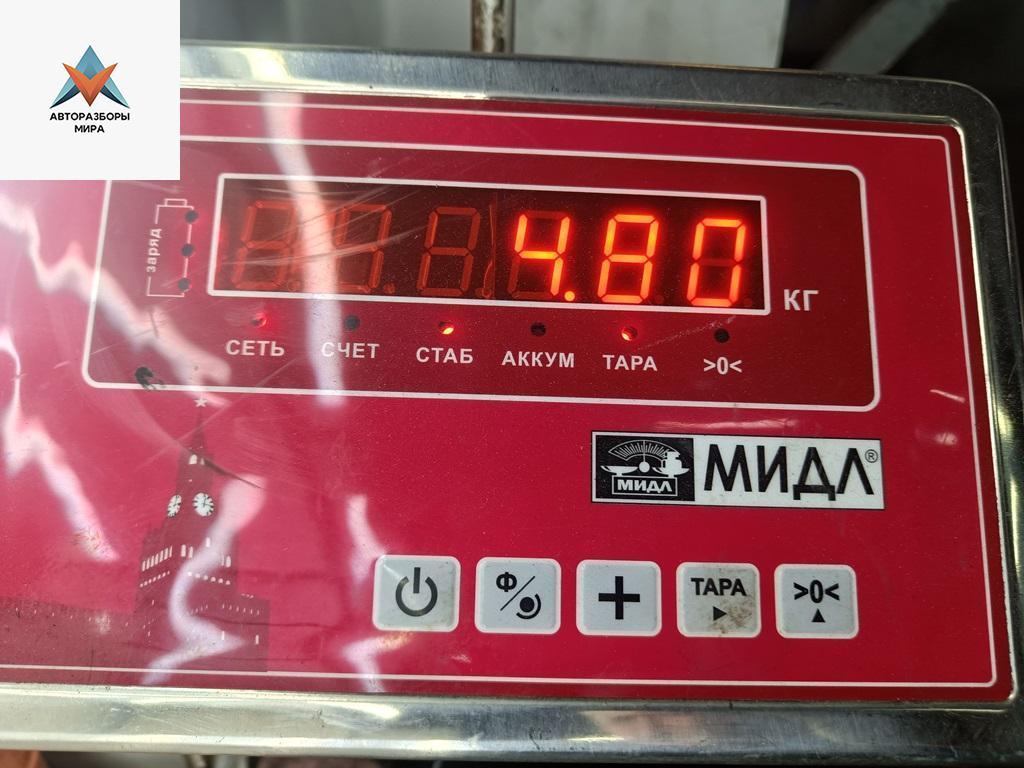 АВТОРАЗБОРЫ
МИРА
заряд
4.80
КГ
СЕТЬ СЧЕТ СТАБ АККУМ ТАРА >0<
МИДЛ МИДЛ®
Ф + ТАРА >0<